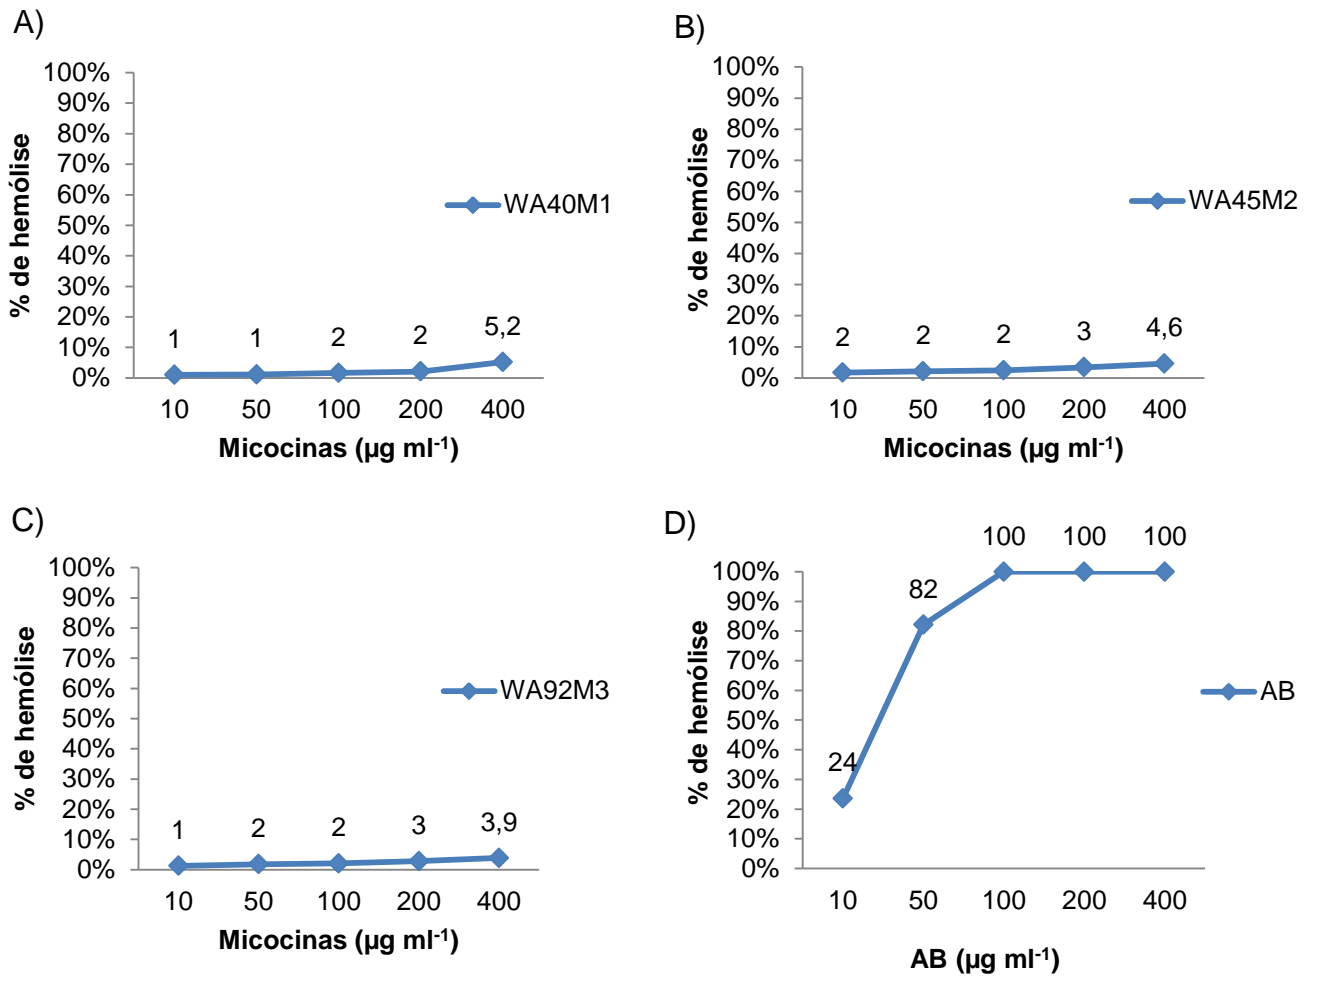 A)
% de hemólise
100%
90%
80%
70%
60%
50%
40%
30%
20%
10%
0%
1 1 2 2 5,2
WA40M1
10 50 100 200 400
Micocinas (µg ml-1)
B)
% de hemólise
100%
90%
80%
70%
60%
50%
40%
30%
20%
10%
0%
2 2 2 3 4,6
WA45M2
10 50 100 200 400
Micocinas (µg ml-1)
C)
% de hemólise
100%
90%
80%
70%
60%
50%
40%
30%
20%
10%
0%
1 2 2 3 3,9
WA92M3
10 50 100 200 400
Micocinas (µg ml-1)
D)
% de hemólise
100%
90%
80%
70%
60%
50%
40%
30%
20%
10%
0%
24 82 100 100 100
AB
10 50 100 200 400
AB (µg ml-1)